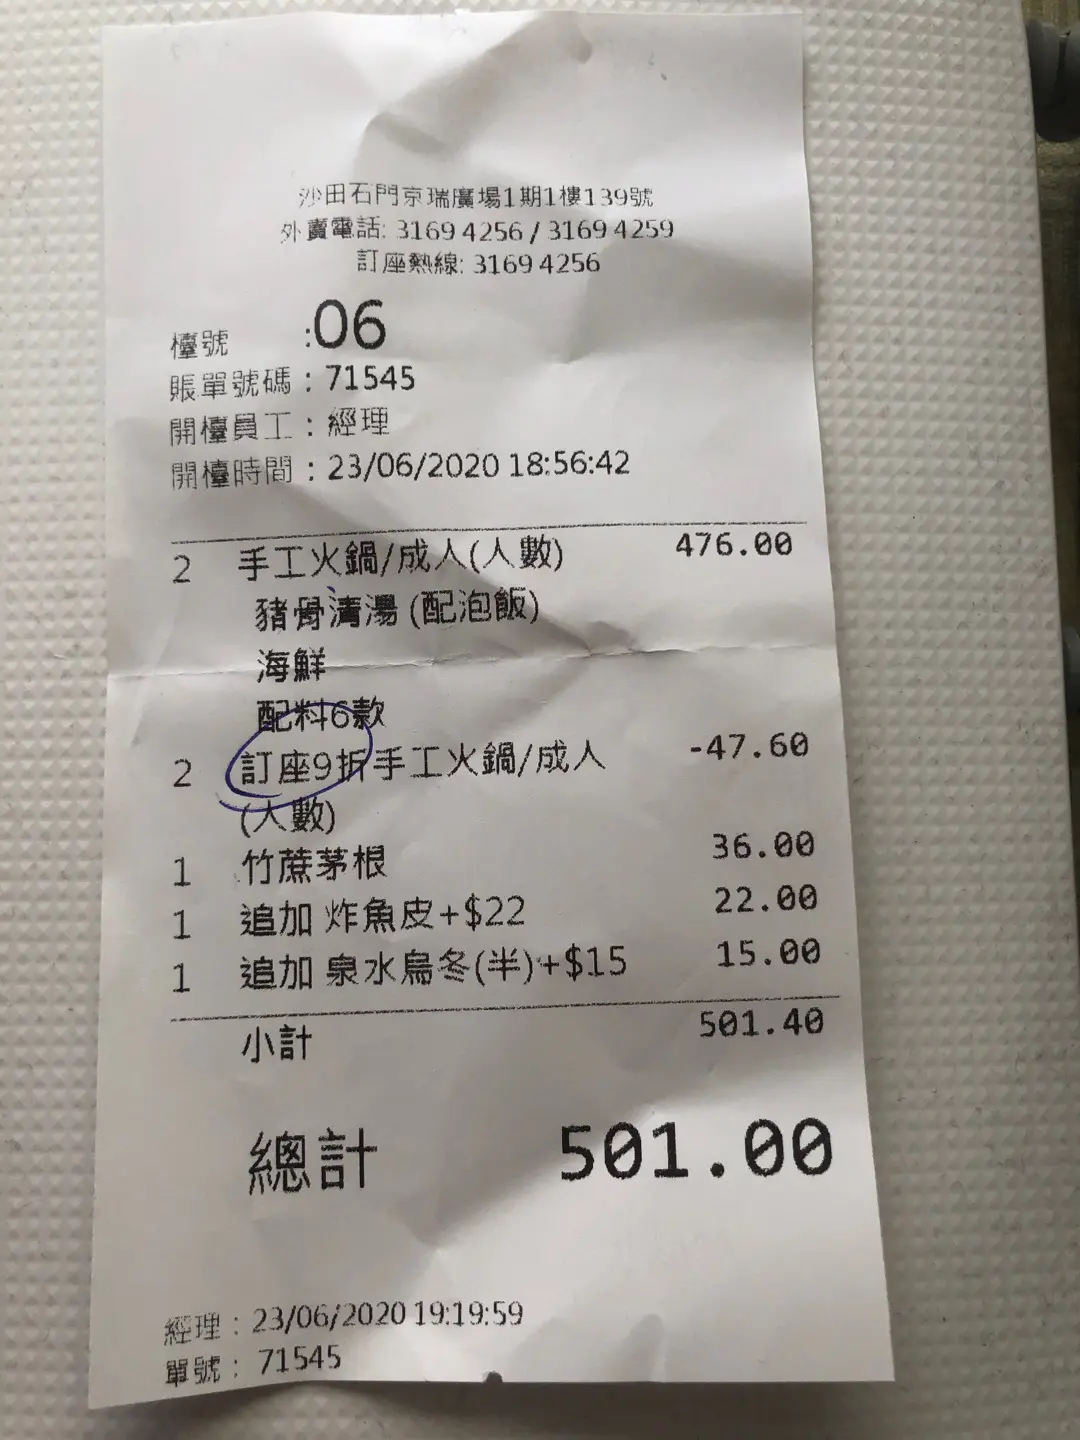 沙田石門京瑞廣場1期1樓139號
外賣電話: 3169 4256 / 3169 4259
訂座熱線: 3169 4256
檯號 :06
賬單號碼 : 71545
開檯員工 : 經理
開檯時間 : 23/06/2020 18:56:42
2 手工火鍋/成人(人數) 476.00
豬骨清湯 (配泡飯)
海鮮
配料6款
2 訂座9折手工火鍋/成人 -47.60
(人數)
1 竹蔗茅根 36.00
1 追加 炸魚皮+$22 22.00
1 追加 泉水烏冬(半)+$15 15.00
小計 501.40
總計 501.00
經理 : 23/06/2020 19:19:59
單號 : 71545